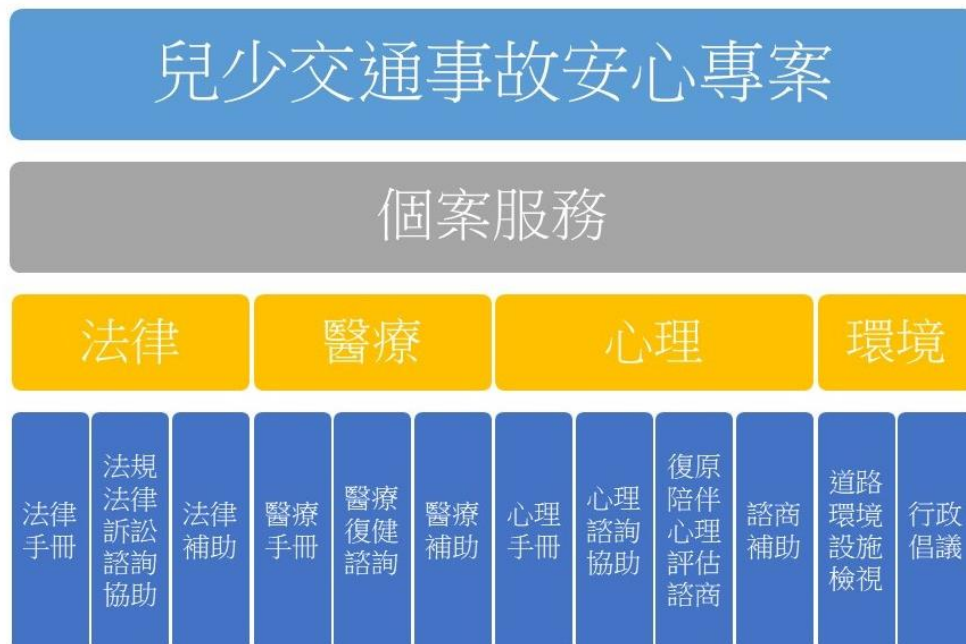 兒少交通事故安心專案
個案服務
法律
醫療
心理
環境
法律
手冊
法規
法律
訴訟
諮詢
協助
法律
補助
醫療
手冊
醫療
復健
諮詢
醫療
補助
心理
手冊
心理
諮詢
協助
復原
陪伴
心理
評估
諮商
諮商
補助
道路
環境
設施
檢視
行政
倡議